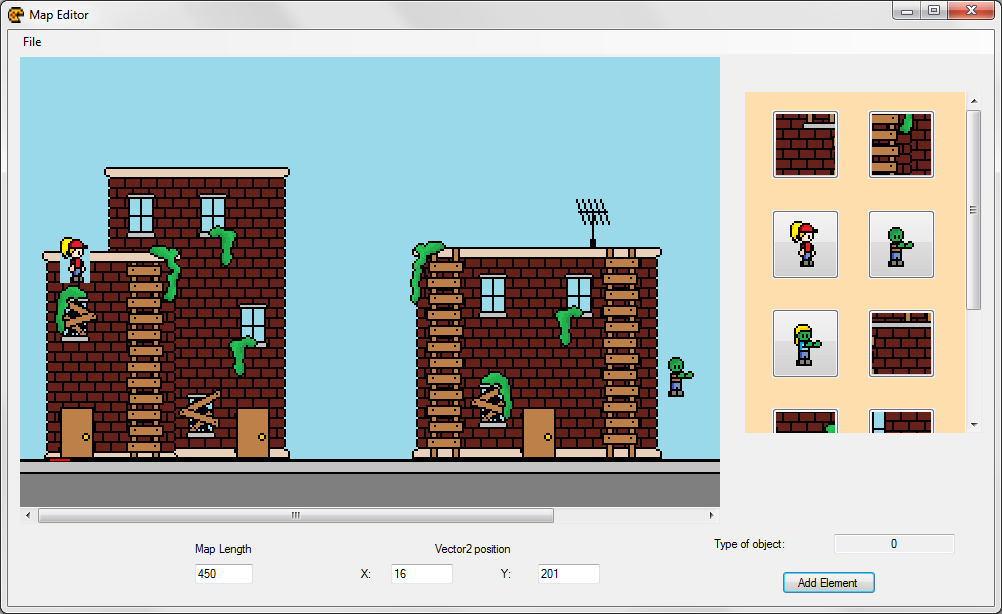 Map Editor
File
Map Length
Vector2 position
Type of object:
0
450
X:
16
Y:
201
Add Element